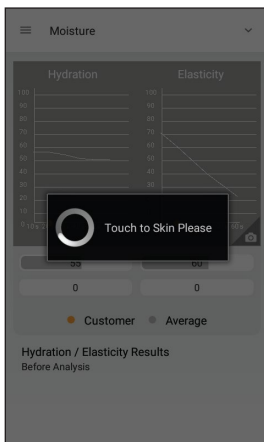 Moisture
Hydration
Elasticity
100
90
80
70
60
50
40
30
20
10
0
100
90
80
70
60
50
40
30
Touch to Skin Please
55
60
0
0
Customer
Average
Hydration / Elasticity Results
Before Analysis